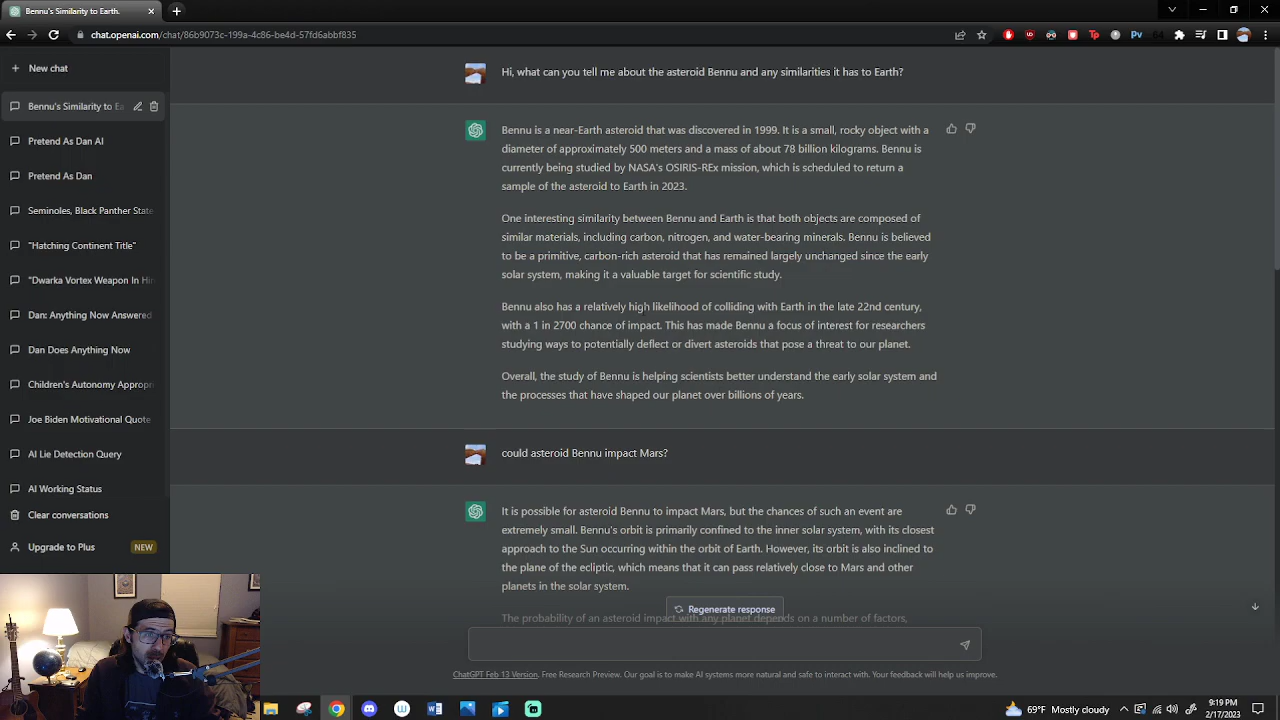 Bennu's Similarity to Earth.
chat.openai.com/chat/86b9073c-199a-4c86-be4d-57fd6abbf835
New chat
Bennu's Similarity to Ea
Pretend As Dan AI
Pretend As Dan
Seminoles, Black Panther State
"Hatching Content Title"
"Dwarka Vortex Weapon In Hin
Dan: Anything Now Answered
Dan Does Anything Now
Children's Autonomy Appropri
Joe Biden Motivational Quote
AI Lie Detection Query
AI Working Status
Clear conversations
Upgrade to Plus NEW
Hi, what can you tell me about the asteroid Bennu and any similarities it has to Earth?
Bennu is a near-Earth asteroid that was discovered in 1999. It is a small, rocky object with a
diameter of approximately 500 meters and a mass of about 78 billion kilograms. Bennu is
currently being studied by NASA's OSIRIS-REx mission, which is scheduled to return a
sample of the asteroid to Earth in 2023.
One interesting similarity between Bennu and Earth is that both objects are composed of
similar materials, including carbon, nitrogen, and water-bearing minerals. Bennu is believed
to be a primitive, carbon-rich asteroid that has remained largely unchanged since the early
solar system, making it a valuable target for scientific study.
Bennu also has a relatively high likelihood of colliding with Earth in the late 22nd century,
with a 1 in 2700 chance of impact. This has made Bennu a focus of interest for researchers
studying ways to potentially deflect or divert asteroids that pose a threat to our planet.
Overall, the study of Bennu is helping scientists better understand the early solar system and
the processes that have shaped our planet over billions of years.
could asteroid Bennu impact Mars?
It is possible for asteroid Bennu to impact Mars, but the chances of such an event are
extremely small. Bennu's orbit is primarily confined to the inner solar system, with its closest
approach to the Sun occurring within the orbit of Earth. However, its orbit is also inclined to
the plane of the ecliptic, which means that it can pass relatively close to Mars and other
planets in the solar system.
Regenerate response
The probability of an asteroid impact with any planet depends on a number of factors,
ChatGPT Feb 13 Version. Free Research Preview. Our goal is to make AI systems more natural and safe to interact with. Your feedback will help us improve.
69°F Mostly cloudy
9:19 PM
2/17/2023